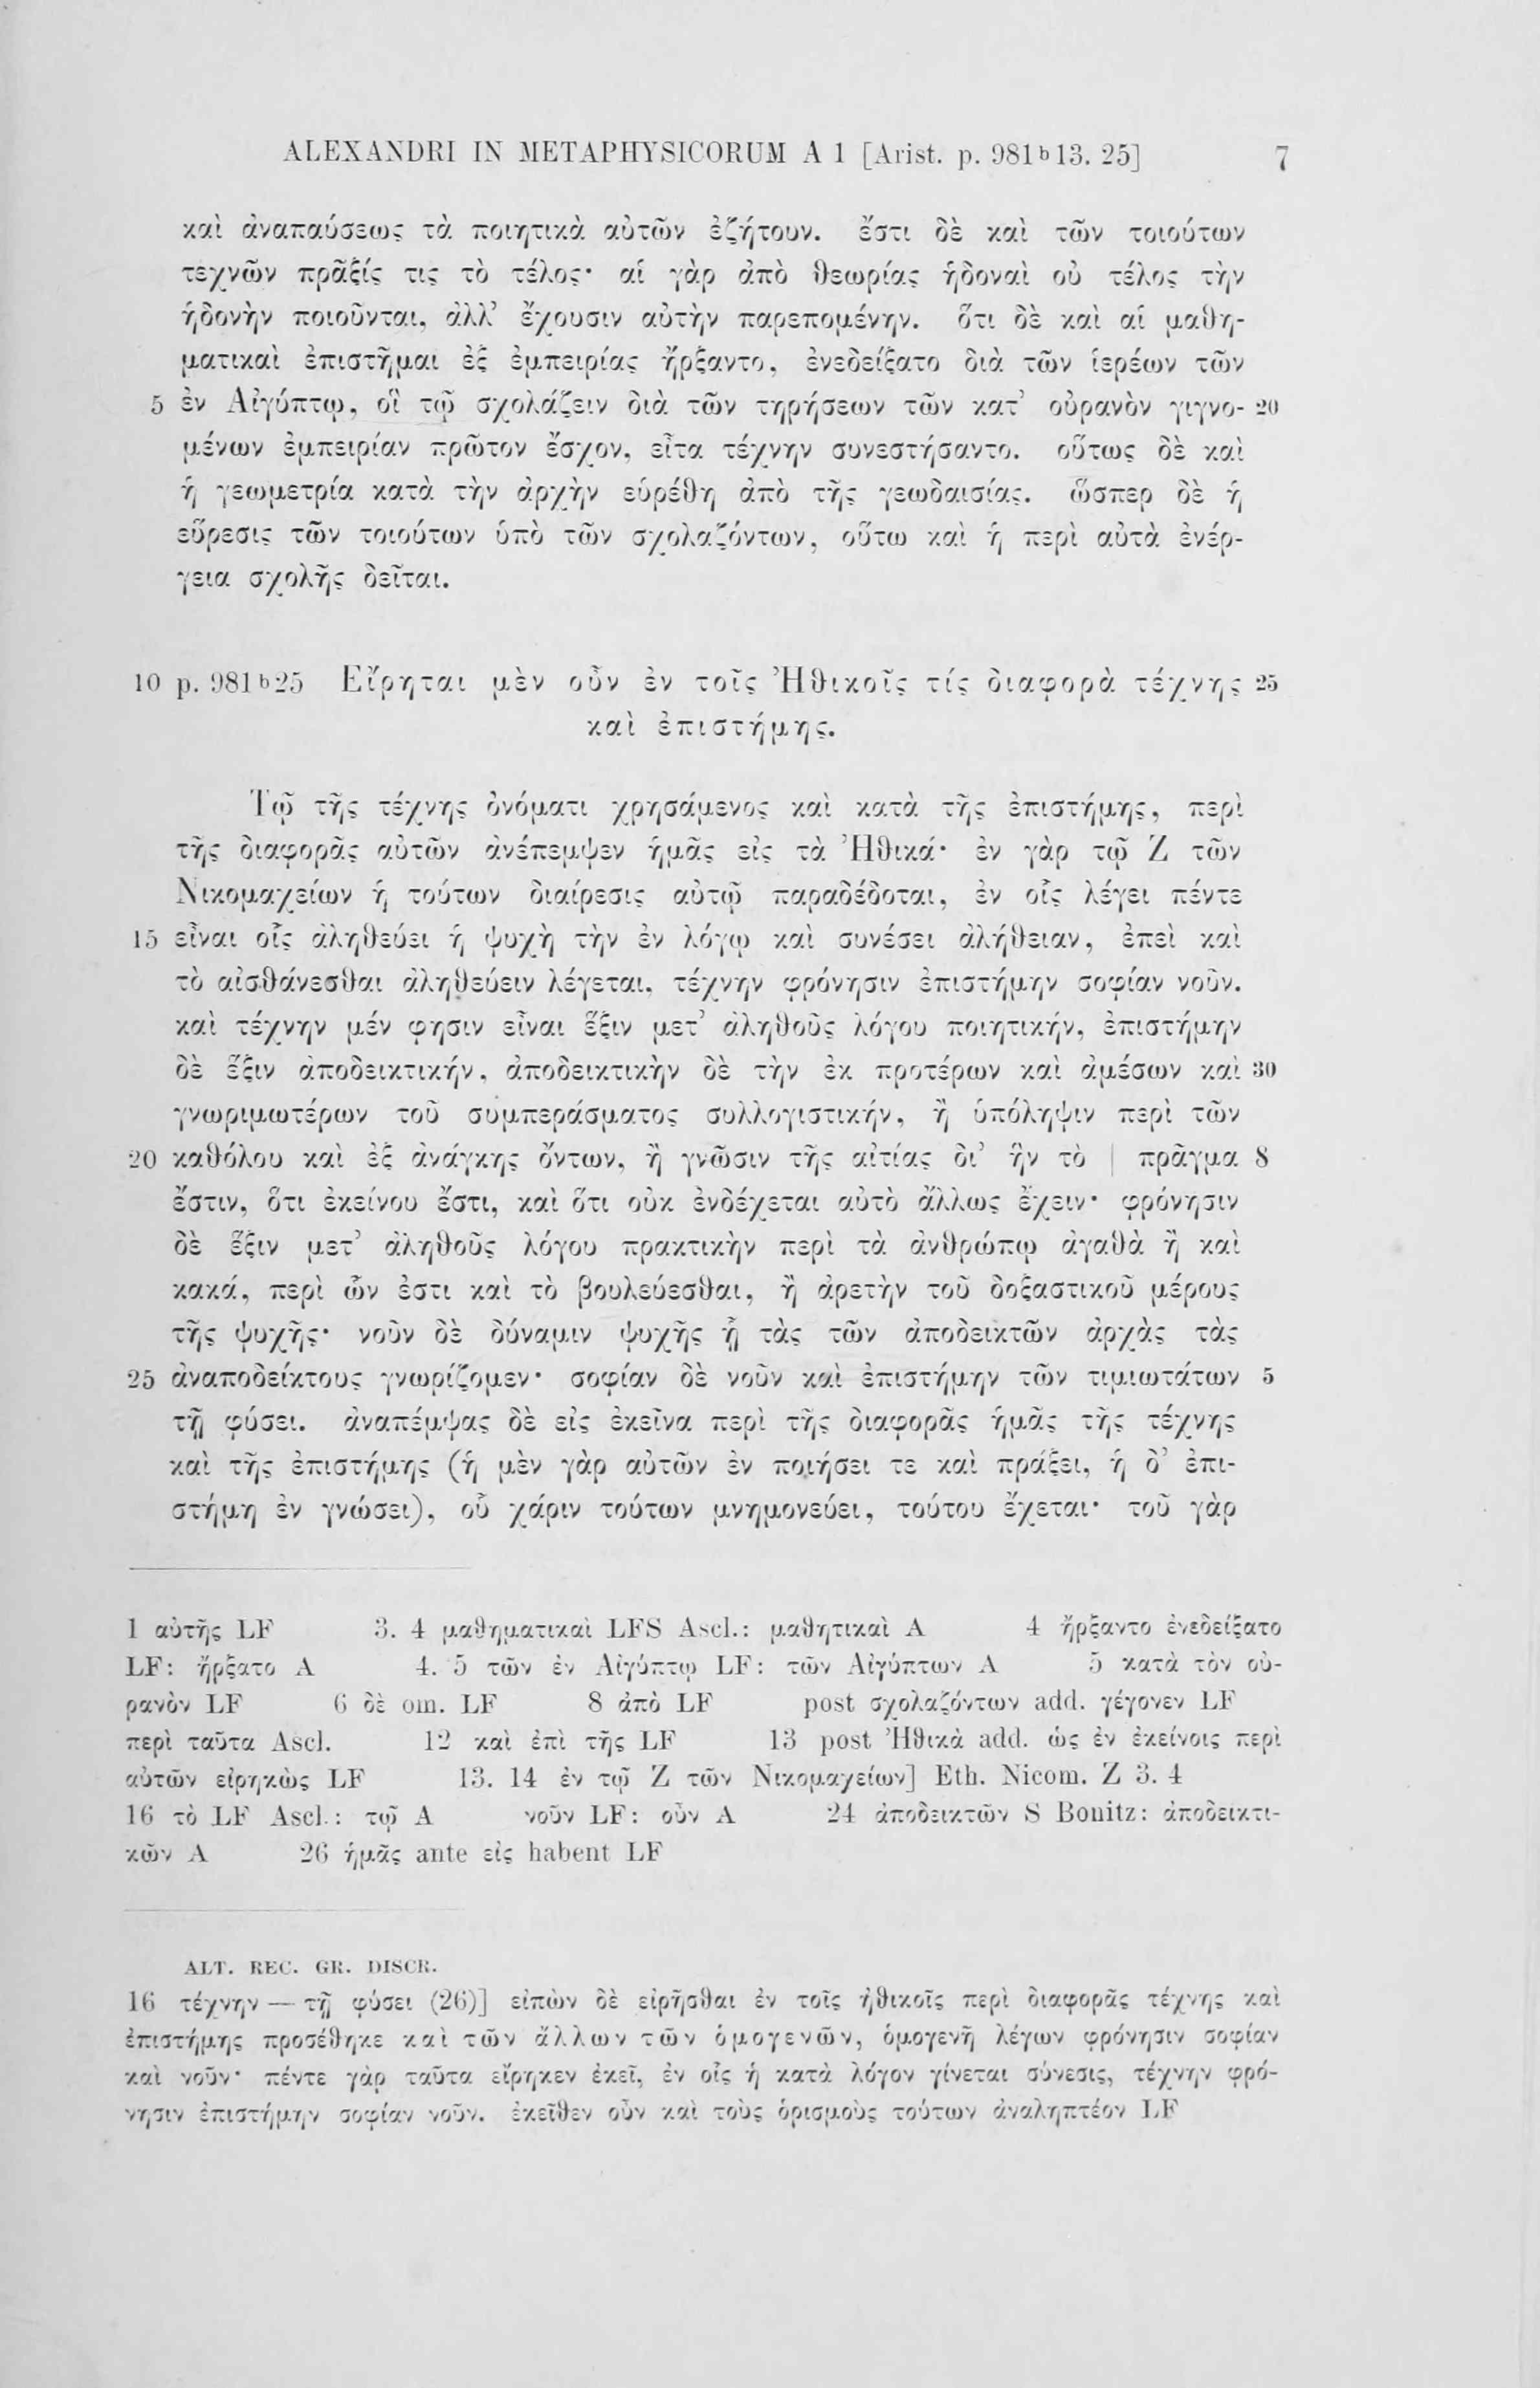 ALEXANDRI IN METAPHYSICORUM A 1 [Arist. p. 981ᵇ13. 25] 7
καὶ ἀναπαύσεως τὰ ποιητικὰ αὐτῶν ἐζήτουν. ἔστι δὲ καὶ τῶν τοιούτων
τεχνῶν πρᾶξίς τις τὸ τέλος· αἱ γὰρ ἀπὸ θεωρίας ἡδοναὶ οὐ τέλος τὴν
ἡδονὴν ποιοῦνται, ἀλλ’ ἔχουσιν αὐτὴν παρεπομένην. ὅτι δὲ καὶ αἱ μαθη-
ματικαὶ ἐπιστῆμαι ἐξ ἐμπειρίας ἤρξαντο, ἐνεδείξατο διὰ τῶν ἱερέων τῶν
5 ἐν Αἰγύπτῳ, οἳ τῷ σχολάζειν διὰ τῶν τηρήσεων τῶν κατ’ οὐρανὸν γιγνο- 20
μένων ἐμπειρίαν πρῶτον ἔσχον, εἶτα τέχνην συνεστήσαντο. οὕτως δὲ καὶ
ἡ γεωμετρία κατὰ τὴν ἀρχὴν εὑρέθη ἀπὸ τῆς γεωδαισίας. ὥσπερ δὲ ἡ
εὕρεσις τῶν τοιούτων ὑπὸ τῶν σχολαζόντων, οὕτω καὶ ἡ περὶ αὐτὰ ἐνέρ-
γεια σχολῆς δεῖται.
10 p. 981ᵇ25 Εἴρηται μὲν οὖν ἐν τοῖς Ἠθικοῖς τίς διαφορὰ τέχνης 25
καὶ ἐπιστήμης.
Τῷ τῆς τέχνης ὀνόματι χρησάμενος καὶ κατὰ τῆς ἐπιστήμης, περὶ
τῆς διαφορᾶς αὐτῶν ἀνέπεμψεν ἡμᾶς εἰς τὰ Ἠθικά· ἐν γὰρ τῷ Ζ τῶν
Νικομαχείων ἡ τούτων διαίρεσις αὐτῷ παραδέδοται, ἐν οἷς λέγει πέντε
15 εἶναι οἷς ἀληθεύει ἡ ψυχὴ τὴν ἐν λόγῳ καὶ συνέσει ἀλήθειαν, ἐπεὶ καὶ
τὸ αἰσθάνεσθαι ἀληθεύειν λέγεται, τέχνην φρόνησιν ἐπιστήμην σοφίαν νοῦν.
καὶ τέχνην μέν φησιν εἶναι ἕξιν μετ’ ἀληθοῦς λόγου ποιητικήν, ἐπιστήμην
δὲ ἕξιν ἀποδεικτικήν, ἀποδεικτικὴν δὲ τὴν ἐκ προτέρων καὶ ἀμέσων καὶ 30
γνωριμωτέρων τοῦ συμπεράσματος συλλογιστικήν, ἢ ὑπόληψιν περὶ τῶν
20 καθόλου καὶ ἐξ ἀνάγκης ὄντων, ἢ γνῶσιν τῆς αἰτίας δι’ ἣν τὸ | πρᾶγμα 8
ἔστιν, ὅτι ἐκείνου ἔστι, καὶ ὅτι οὐκ ἐνδέχεται αὐτὸ ἄλλως ἔχειν· φρόνησιν
δὲ ἕξιν μετ’ ἀληθοῦς λόγου πρακτικὴν περὶ τὰ ἀνθρώπῳ ἀγαθὰ ἢ καὶ
κακά, περὶ ὧν ἐστι καὶ τὸ βουλεύεσθαι, ἢ ἀρετὴν τοῦ δοξαστικοῦ μέρους
τῆς ψυχῆς· νοῦν δὲ δύναμιν ψυχῆς ᾗ τὰς τῶν ἀποδεικτῶν ἀρχὰς τὰς
25 ἀναποδείκτους γνωρίζομεν· σοφίαν δὲ νοῦν καὶ ἐπιστήμην τῶν τιμιωτάτων 5
τῇ φύσει. ἀναπέμψας δὲ εἰς ἐκεῖνα περὶ τῆς διαφορᾶς ἡμᾶς τῆς τέχνης
καὶ τῆς ἐπιστήμης (ἡ μὲν γὰρ αὐτῶν ἐν ποιήσει τε καὶ πράξει, ἡ δ’ ἐπι-
στήμη ἐν γνώσει), οὗ χάριν τούτων μνημονεύει, τούτου ἔχεται· τοῦ γὰρ
1 αὐτῆς LF 3. 4 μαθηματικαὶ LFS Ascl.: μαθητικαὶ A 4 ἤρξαντο ἐνεδείξατο
LF: ἤρξατο A 4. 5 τῶν ἐν Αἰγύπτῳ LF: τῶν Αἰγύπτων A 5 κατὰ τὸν οὐ-
ρανὸν LF 6 δὲ om. LF 8 ἀπὸ LF post σχολαζόντων add. γέγονεν LF
περὶ ταῦτα Ascl. 12 καὶ ἐπὶ τῆς LF 13 post Ἠθικὰ add. ὡς ἐν ἐκείνοις περὶ
αὐτῶν εἰρηκὼς LF 13. 14 ἐν τῷ Ζ τῶν Νικομαχείων] Eth. Nicom. Z 3. 4
16 τὸ LF Ascl.: τῷ A νοῦν LF: οὖν A 24 ἀποδεικτῶν S Bonitz: ἀποδεικτι-
κῶν A 26 ἡμᾶς ante εἰς habent LF
ALT. REC. GR. DISCR.
16 τέχνην — τῇ φύσει (26)] εἰπὼν δὲ εἰρῆσθαι ἐν τοῖς ἠθικοῖς περὶ διαφορᾶς τέχνης καὶ
ἐπιστήμης προσέθηκε καὶ τῶν ἄλλων τῶν ὁμογενῶν, ὁμογενῆ λέγων φρόνησιν σοφίαν
καὶ νοῦν· πέντε γὰρ ταῦτα εἴρηκεν ἐκεῖ, ἐν οἷς ἡ κατὰ λόγον γίνεται σύνεσις, τέχνην φρό-
νησιν ἐπιστήμην σοφίαν νοῦν. ἐκεῖθεν οὖν καὶ τοὺς ὁρισμοὺς τούτων ἀναληπτέον LF